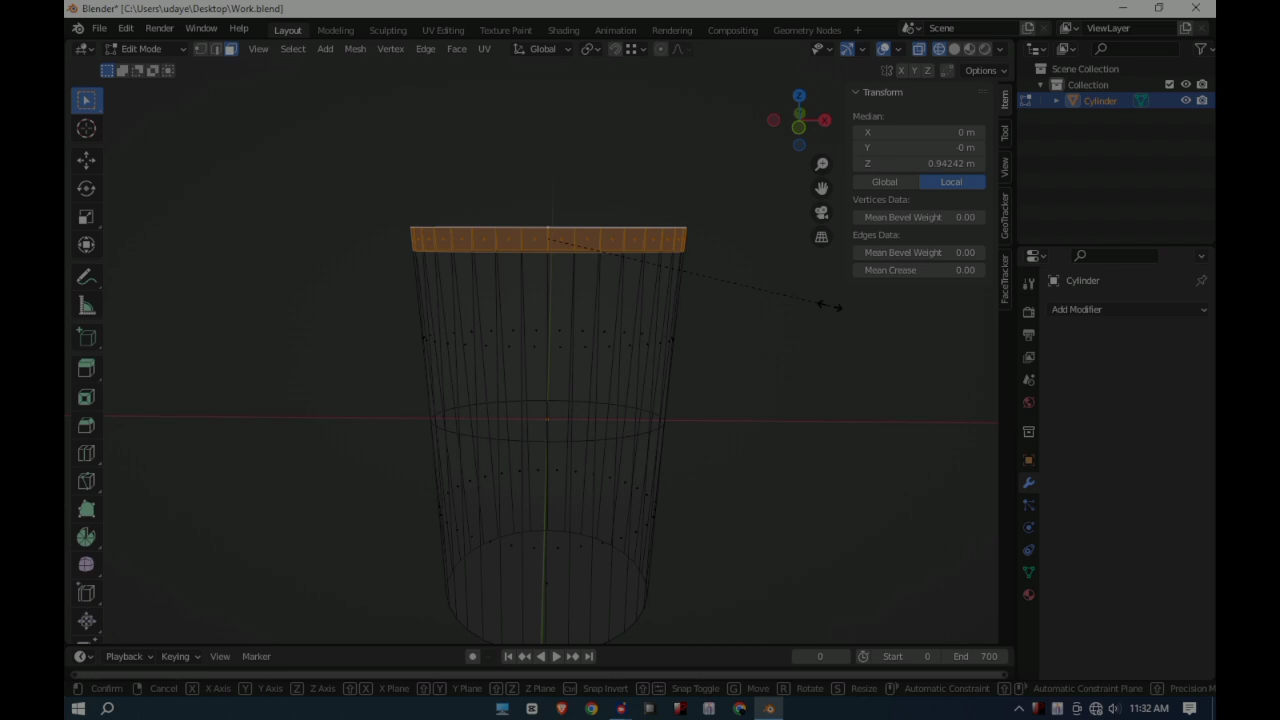 Blender* [C:\Users\udaye\Desktop\Work.blend]
File Edit Render Window Help Layout Modeling Sculpting UV Editing Texture Paint Shading Animation Rendering Compositing Geometry Nodes + Scene ViewLayer
Edit Mode View Select Add Mesh Vertex Edge Face UV Global
X Y Z Options
Scene Collection
Collection
Cylinder
Transform
Median:
X 0 m
Y -0 m
Z 0.94242 m
Global Local
Vertices Data:
Mean Bevel Weight 0.00
Edges Data:
Mean Bevel Weight 0.00
Mean Crease 0.00
Item
Tool
View
GeoTracker
FaceTracker
Z
X
Y
Cylinder
Add Modifier
Playback Keying View Marker 0 Start 0 End 700
Confirm Cancel X X Axis Y Y Axis Z Z Axis X X Plane Y Y Plane Z Z Plane Snap Invert Snap Toggle G Move R Rotate S Resize Automatic Constraint Automatic Constraint Plane Precision M
11:32 AM